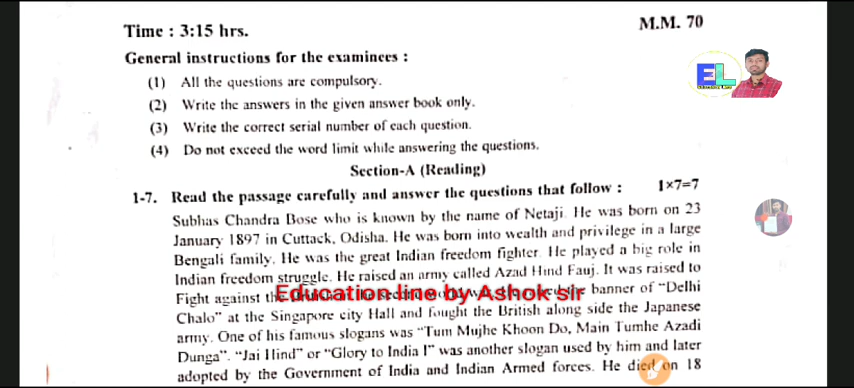 Time : 3:15 hrs.
M.M. 70
General instructions for the examinees :
(1) All the questions are compulsory.
(2) Write the answers in the given answer book only.
(3) Write the correct serial number of each question.
(4) Do not exceed the word limit while answering the questions.
EL
Section-A (Reading)
1-7. Read the passage carefully and answer the questions that follow : 1×7=7
Subhas Chandra Bose who is known by the name of Netaji. He was born on 23
January 1897 in Cuttack, Odisha. He was born into wealth and privilege in a large
Bengali family. He was the great Indian freedom fighter. He played a big role in
Indian freedom struggle. He raised an army called Azad Hind Fauj. It was raised to
Fight against the banner of "Delhi
Education line by Ashok sir
Chalo" at the Singapore city Hall and fought the British along side the Japanese
army. One of his famous slogans was "Tum Mujhe Khoon Do, Main Tumhe Azadi
Dunga". "Jai Hind" or "Glory to India I" was another slogan used by him and later
adopted by the Government of India and Indian Armed forces. He died on 18